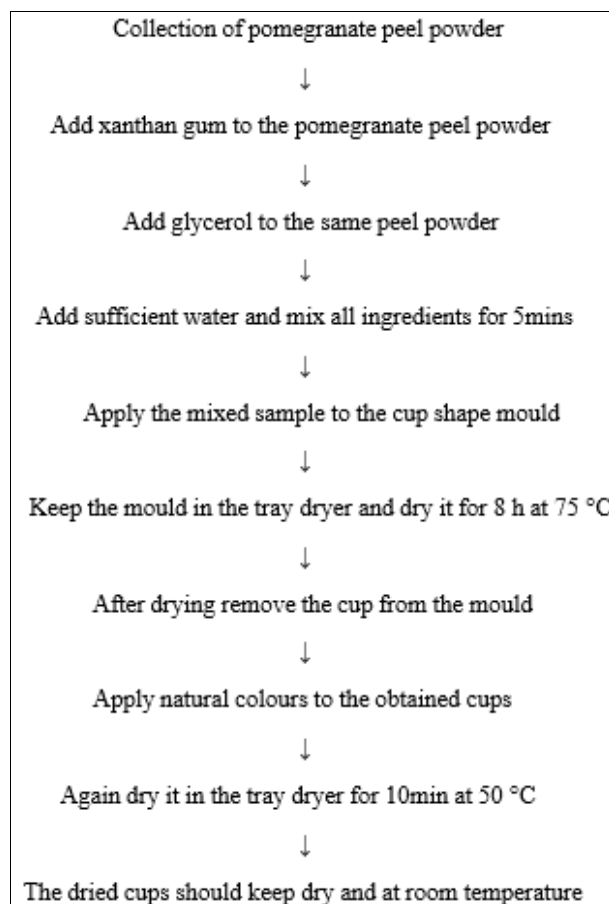 Collection of pomegranate peel powder
↓
Add xanthan gum to the pomegranate peel powder
↓
Add glycerol to the same peel powder
↓
Add sufficient water and mix all ingredients for 5mins
↓
Apply the mixed sample to the cup shape mould
↓
Keep the mould in the tray dryer and dry it for 8 h at 75 °C
↓
After drying remove the cup from the mould
↓
Apply natural colours to the obtained cups
↓
Again dry it in the tray dryer for 10min at 50 °C
↓
The dried cups should keep dry and at room temperature